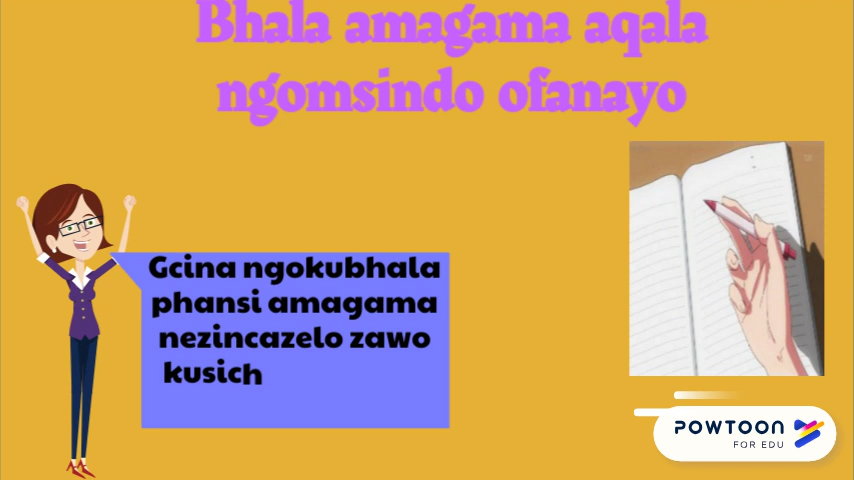 Bhala amagama aqala
ngomsindo ofanayo
Gcina ngokubhala
phansi amagama
nezincazelo zawo
kusich
POWTOON
FOR EDU